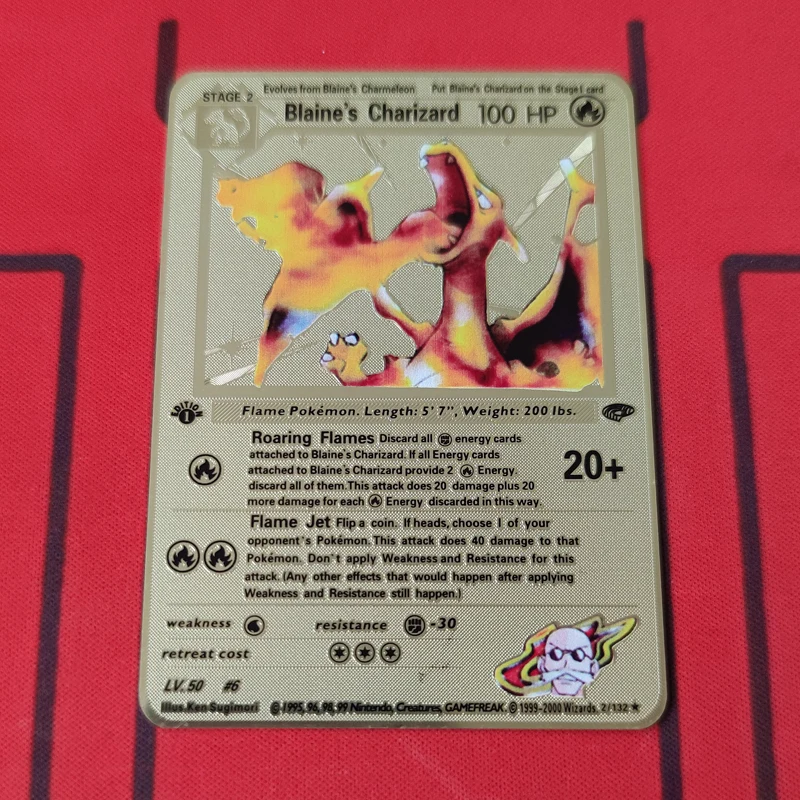 STAGE 2
Evolves from Blaine's Charmeleon Put Blaine's Charizard on the Stage 1 card
Blaine's Charizard 100 HP
EDITION 1
Flame Pokémon. Length: 5' 7", Weight: 200 lbs.
Roaring Flames Discard all energy cards
attached to Blaine's Charizard. If all Energy cards
attached to Blaine's Charizard provide 2 Energy.
discard all of them.This attack does 20 damage plus 20
more damage for each Energy discarded in this way.
20+
Flame Jet Flip a coin. If heads, choose 1 of your
opponent's Pokémon. This attack does 40 damage to that
Pokémon. Don't apply Weakness and Resistance for this
attack. (Any other effects that would happen after applying
Weakness and Resistance still happen.)
weakness resistance -30
retreat cost
LV. 50 #6
Illus. Ken Sugimori © 1995, 96, 98, 99 Nintendo, Creatures, GAMEFREAK. © 1999-2000 Wizards. 2/132 ★